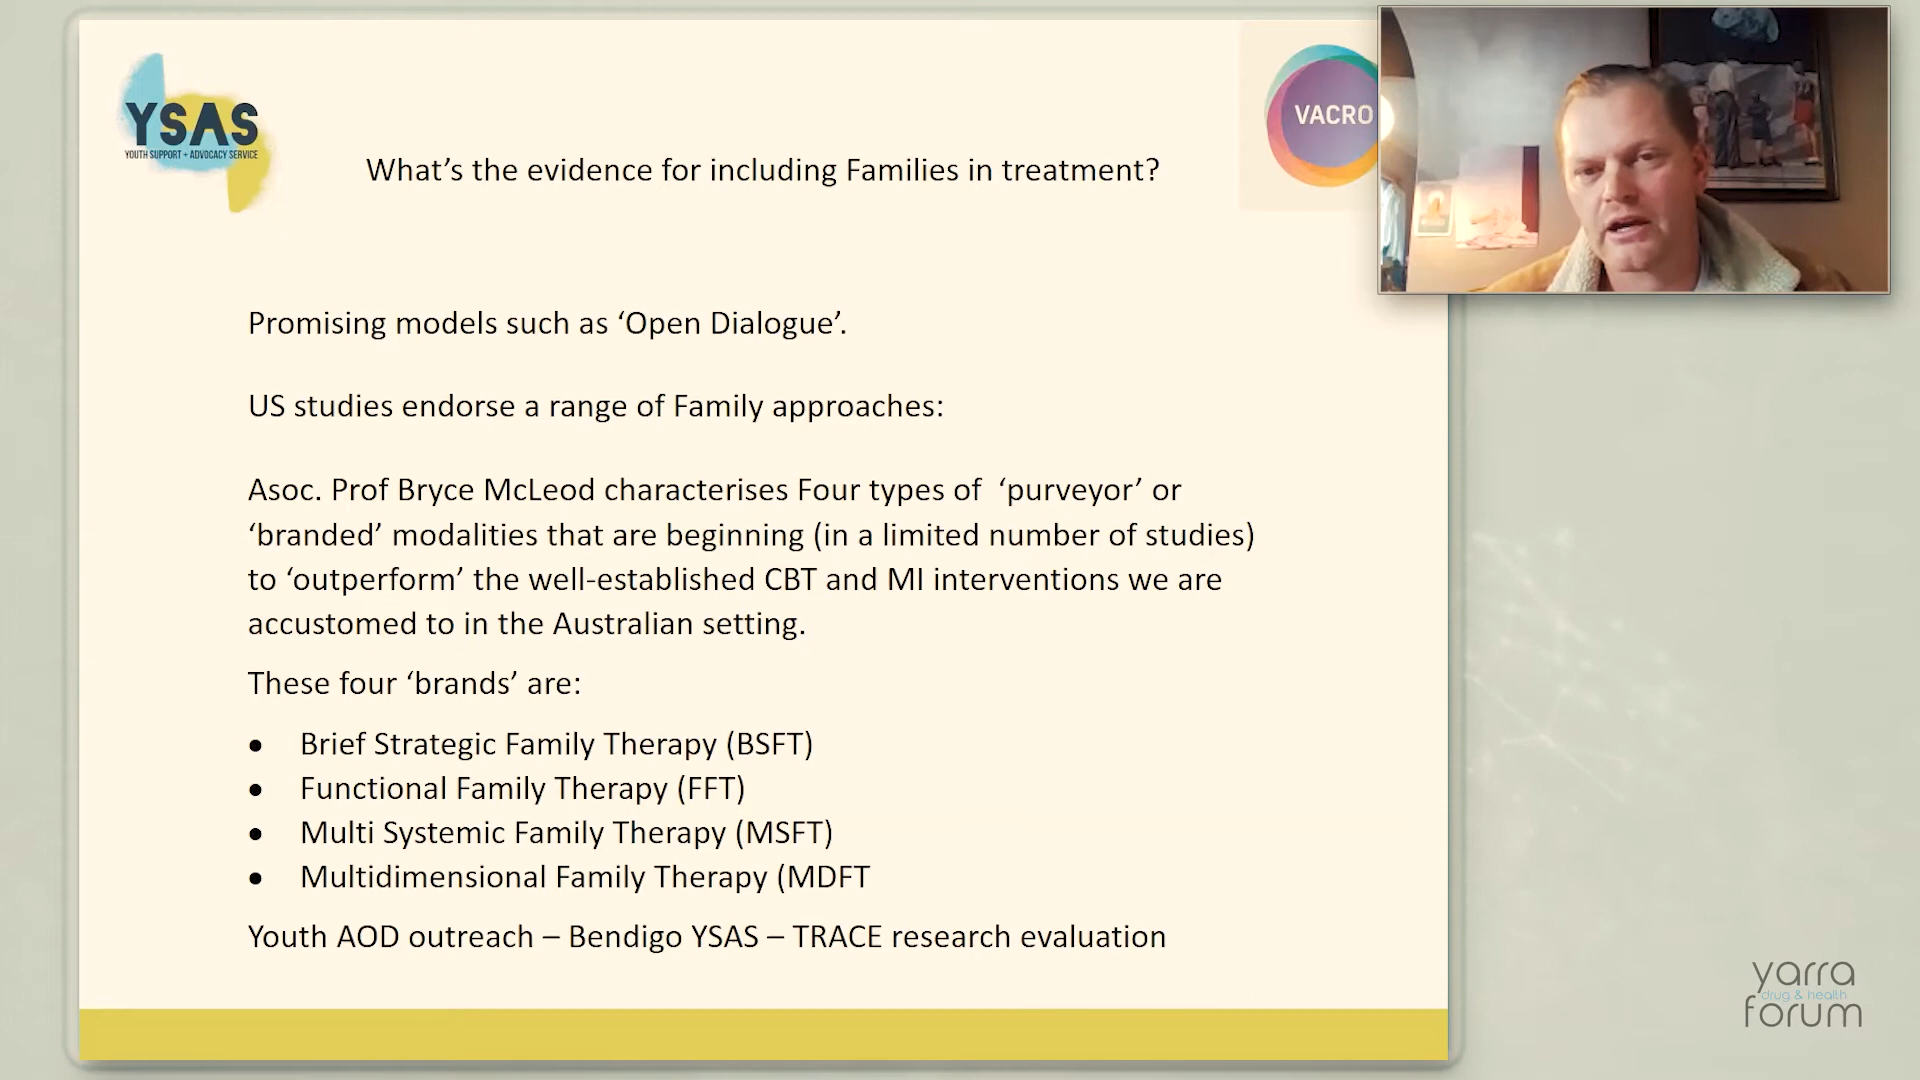 YSAS
YOUTH SUPPORT + ADVOCACY SERVICE
VACRO
What’s the evidence for including Families in treatment?
Promising models such as ‘Open Dialogue’.
US studies endorse a range of Family approaches:
Asoc. Prof Bryce McLeod characterises Four types of ‘purveyor’ or
‘branded’ modalities that are beginning (in a limited number of studies)
to ‘outperform’ the well-established CBT and MI interventions we are
accustomed to in the Australian setting.
These four ‘brands’ are:
• Brief Strategic Family Therapy (BSFT)
• Functional Family Therapy (FFT)
• Multi Systemic Family Therapy (MSFT)
• Multidimensional Family Therapy (MDFT
Youth AOD outreach – Bendigo YSAS – TRACE research evaluation
yarra
drug & health
forum